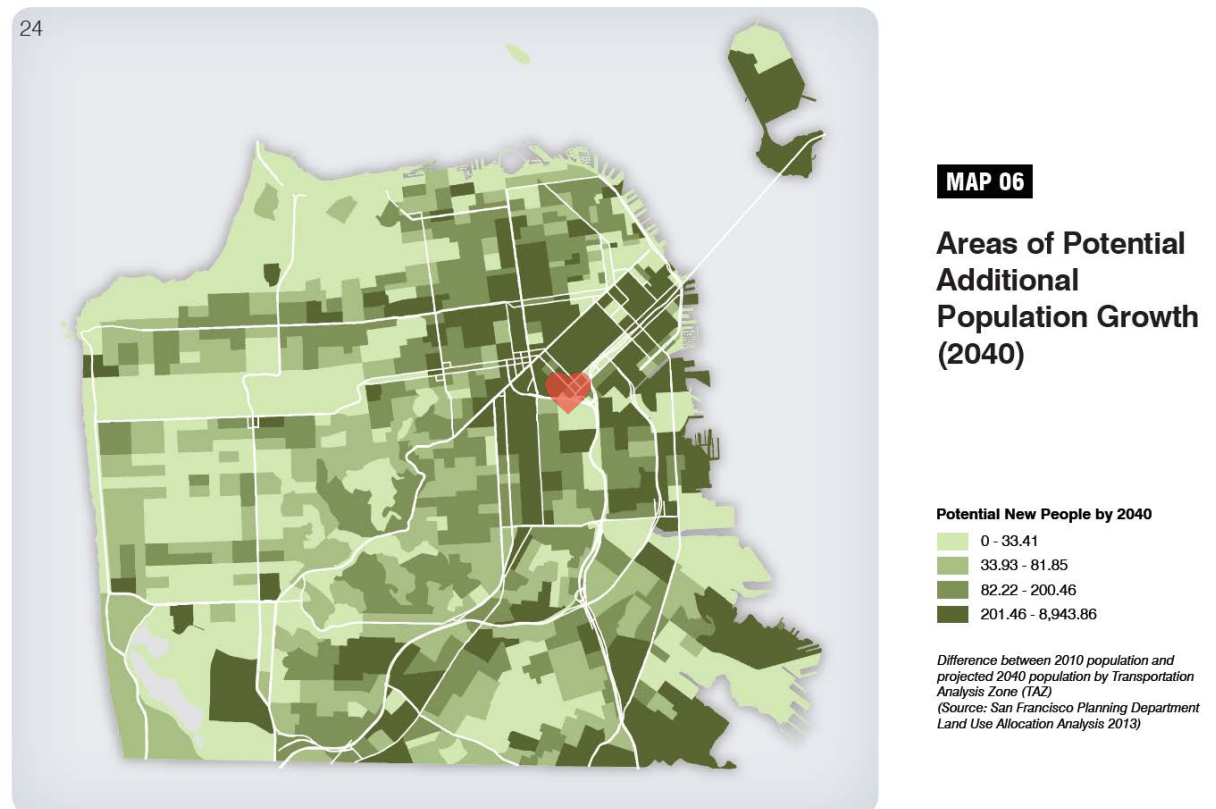 24
MAP 06
Areas of Potential
Additional
Population Growth
(2040)
Potential New People by 2040
0 - 33.41
33.93 - 81.85
82.22 - 200.46
201.46 - 8,943.86
Difference between 2010 population and
projected 2040 population by Transportation
Analysis Zone (TAZ)
(Source: San Francisco Planning Department
Land Use Allocation Analysis 2013)